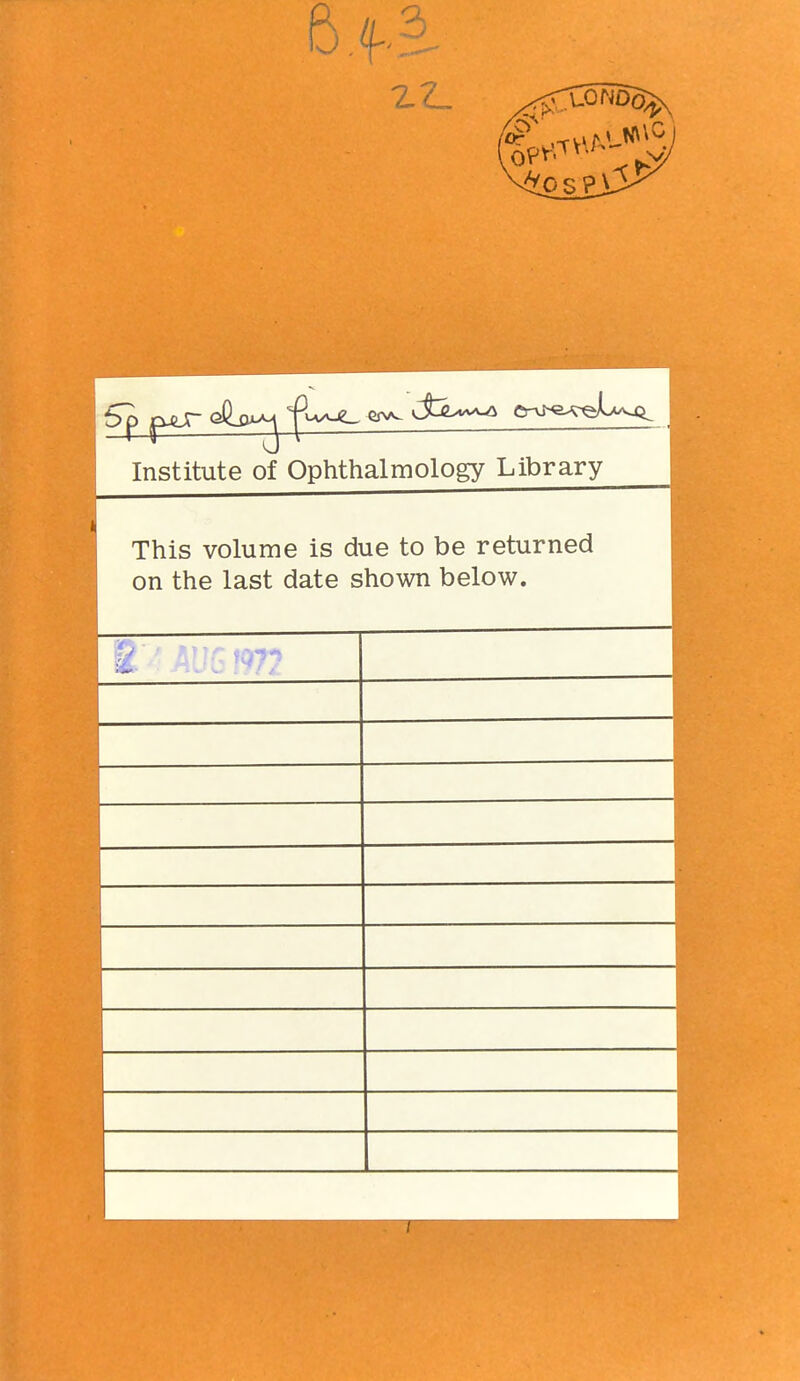 B.4.3
22
ROYAL LONDON
OPHTHALMIC
HOSPITAL
5p per day fine on items overdue
Institute of Ophthalmology Library
This volume is due to be returned
on the last date shown below.
2 AUG 1972